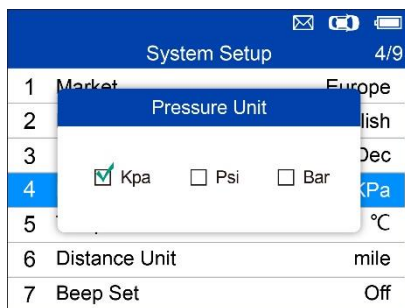 System Setup 4/9
1 Market Europe
Pressure Unit
2 lish
3 Dec
Kpa Psi Bar
4 KPa
5 ℃
6 Distance Unit mile
7 Beep Set Off